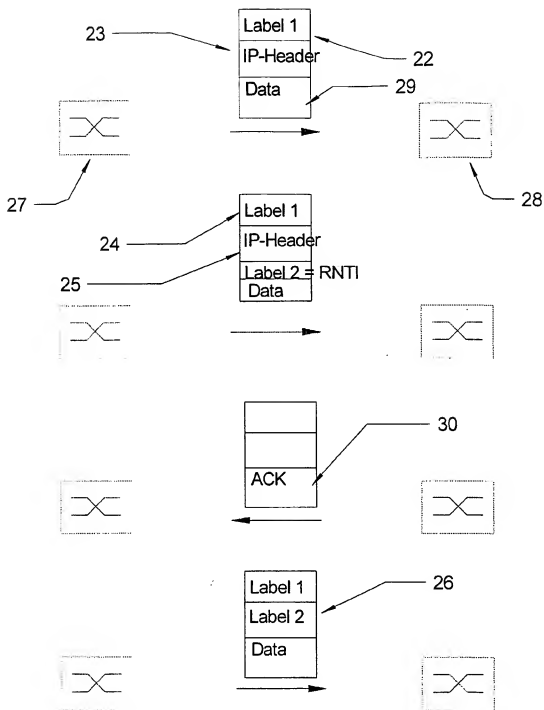 Label 1
23
22
IP-Header
Data
29
27
28
Label 1
24
IP-Header
25
Label 2 = RNTI
Data
30
ACK
Label 1
26
Label 2
Data